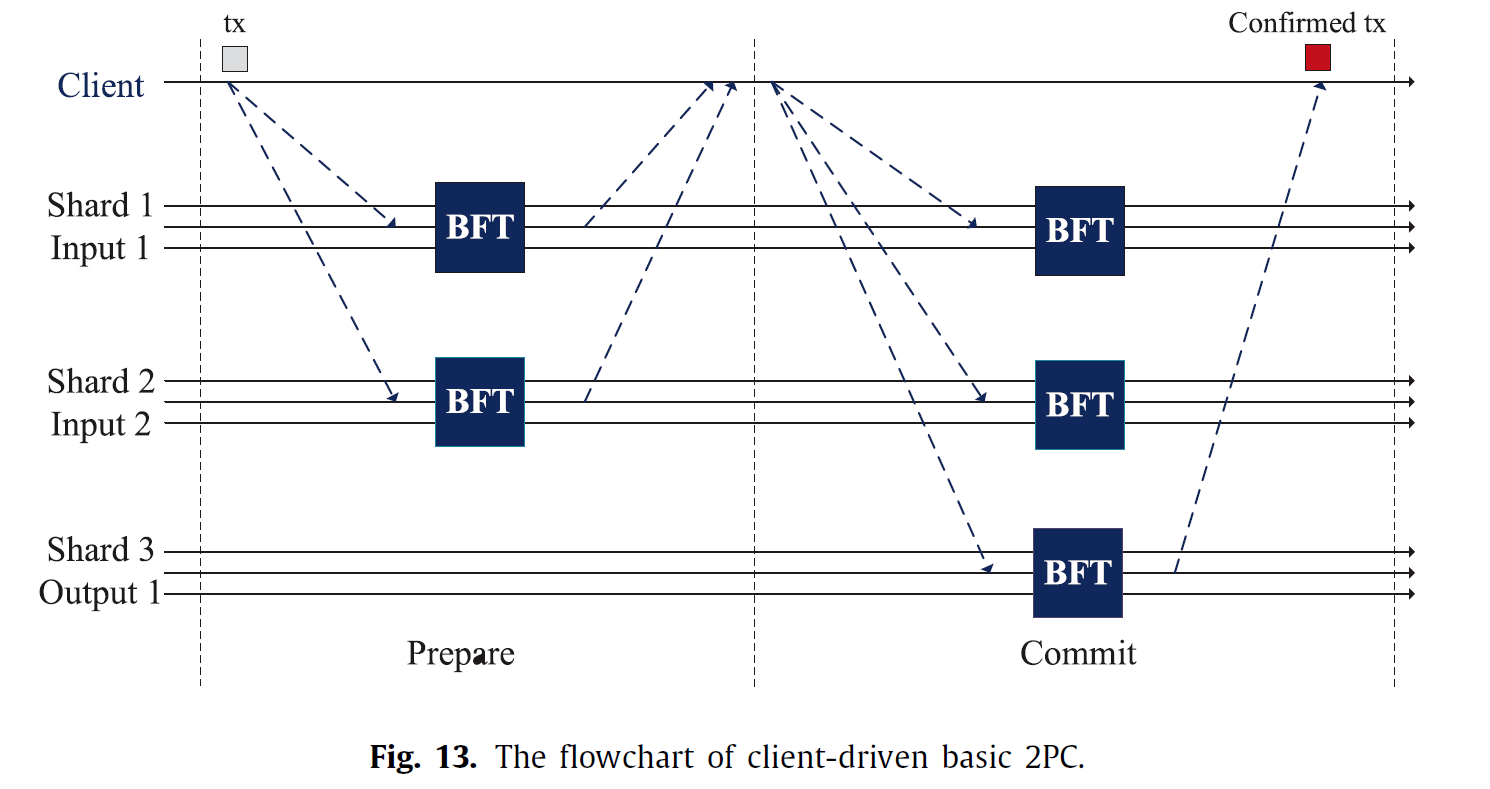 tx
Confirmed tx
Client
Shard 1
BFT
BFT
Input 1
Shard 2
BFT
BFT
Input 2
Shard 3
BFT
Output 1
Prepare
Commit
Fig. 13. The flowchart of client-driven basic 2PC.